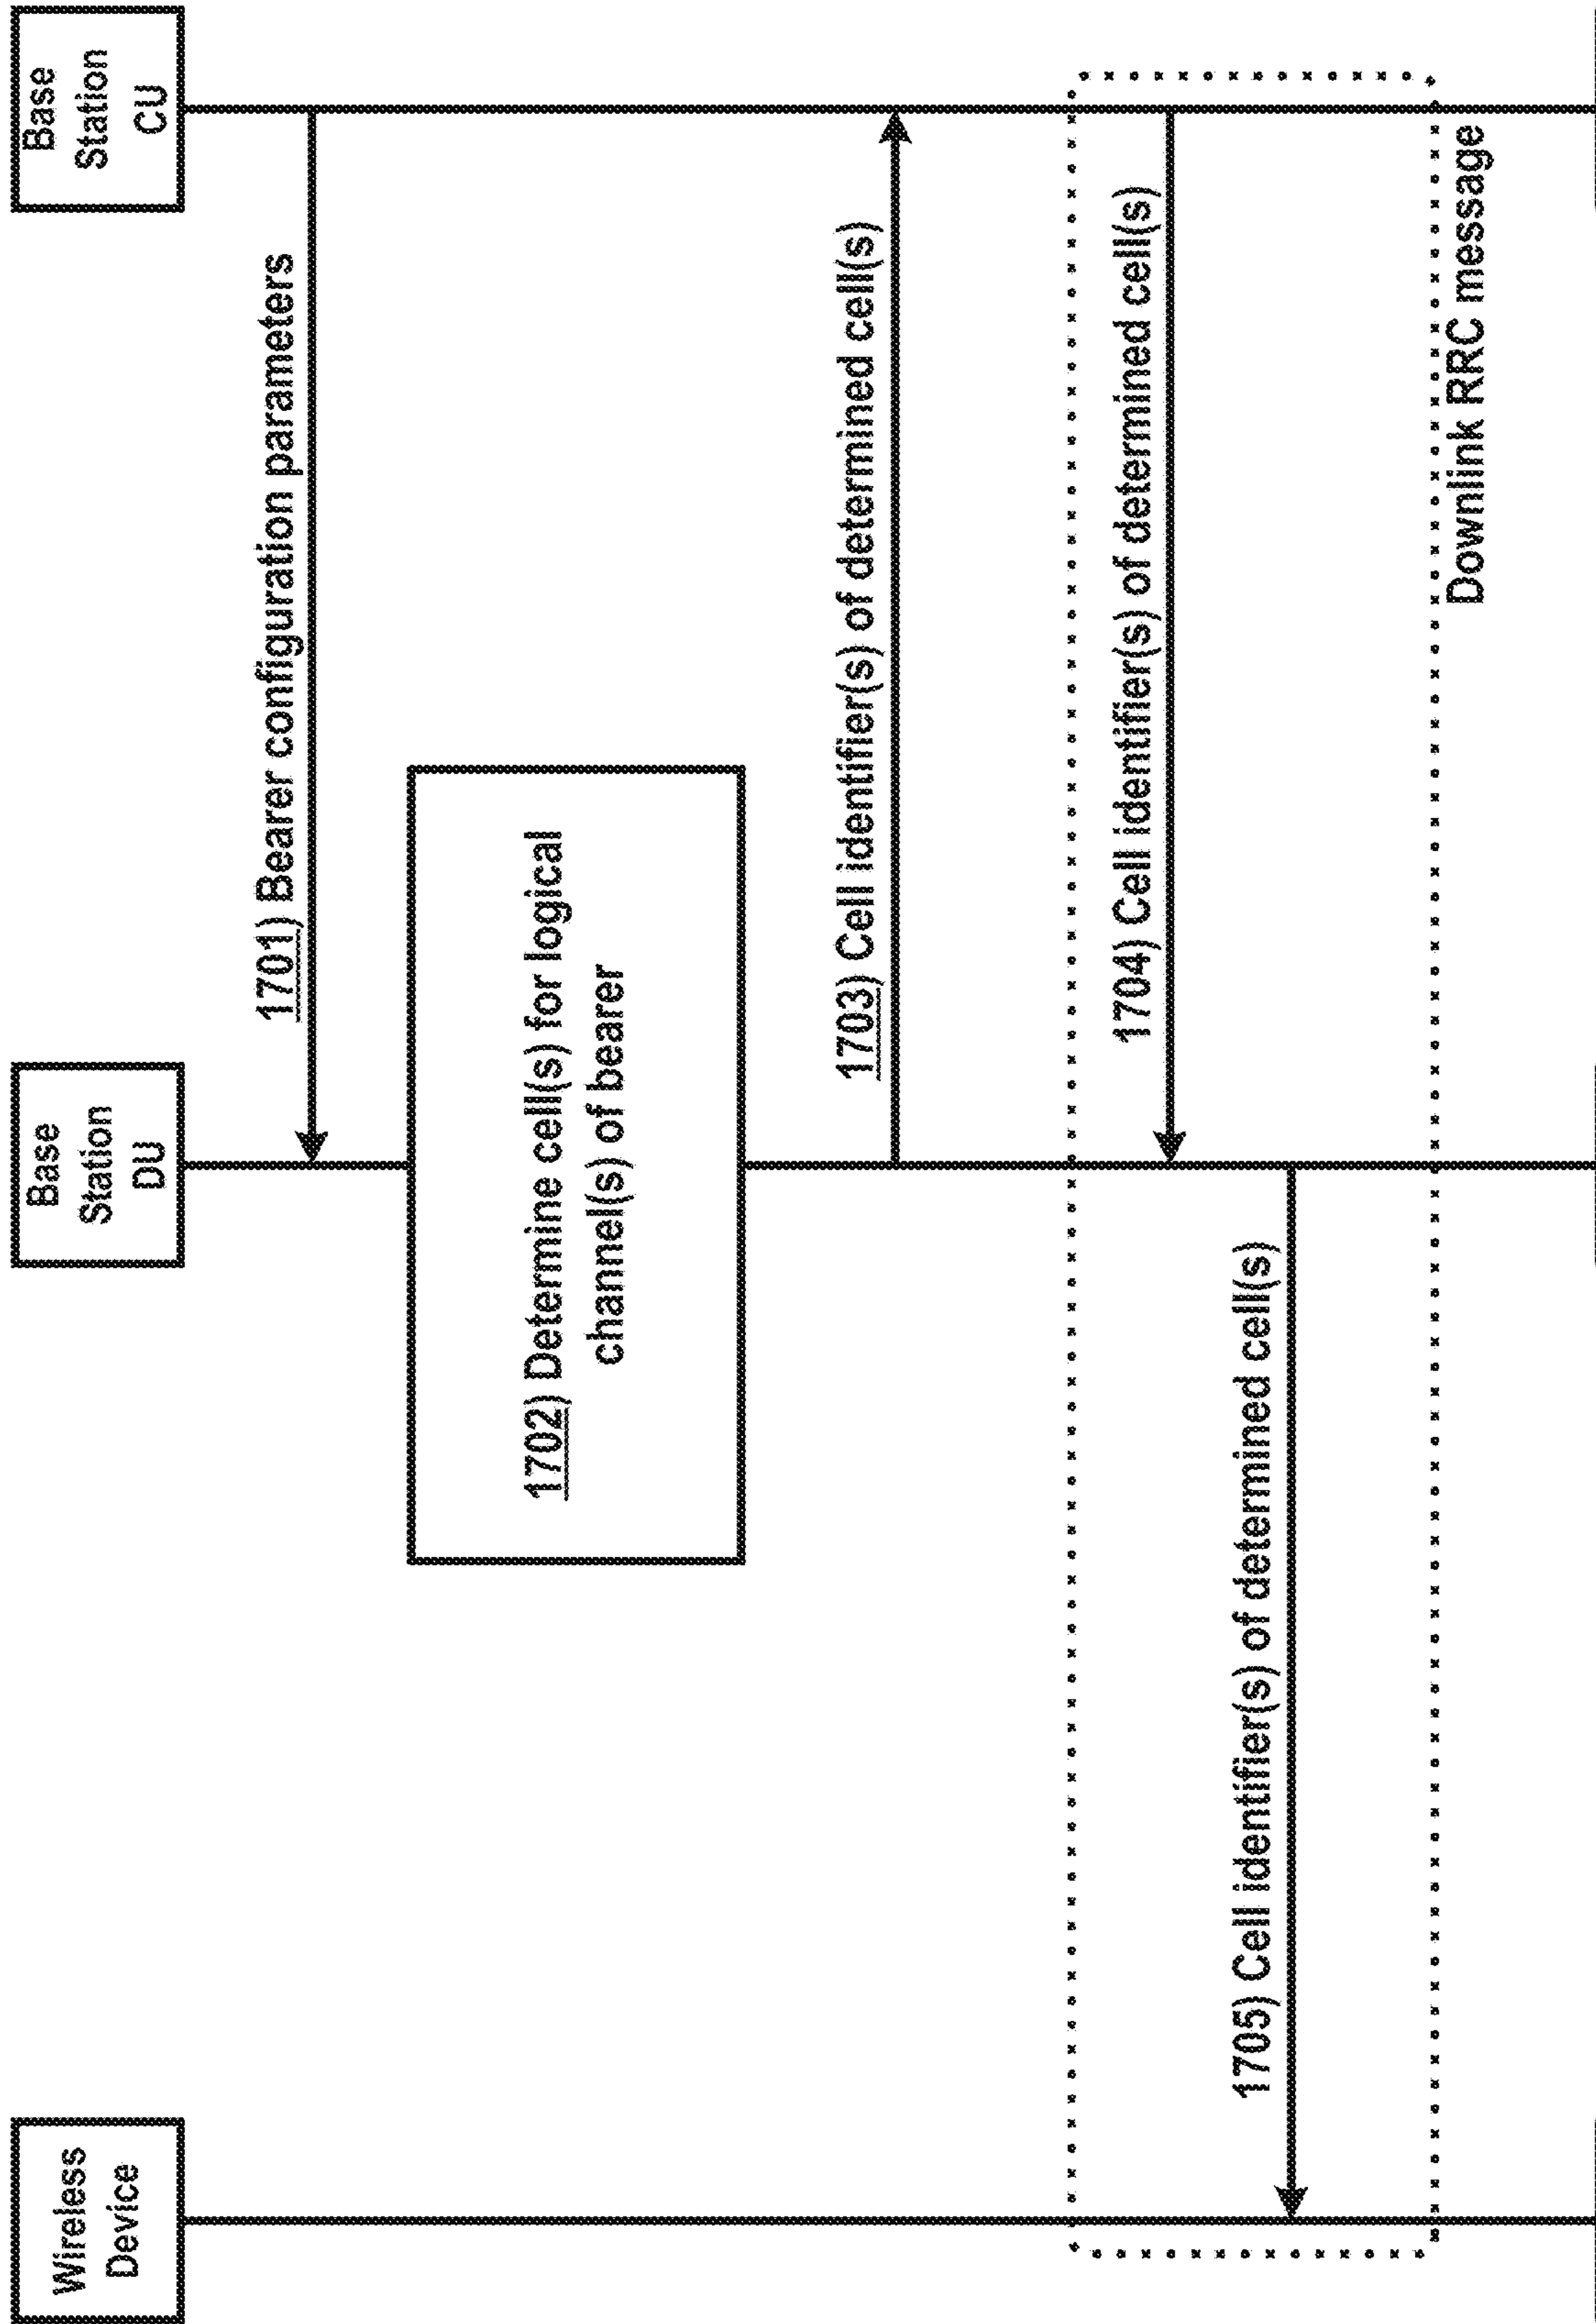 Wireless
Device
Base
Station
DU
Base
Station
CU
1701) Bearer configuration parameters
1702) Determine cell(s) for logical
channel(s) of bearer
1703) Cell identifier(s) of determined cell(s)
1704) Cell identifier(s) of determined cell(s)
1705) Cell identifier(s) of determined cell(s)
Downlink RRC message